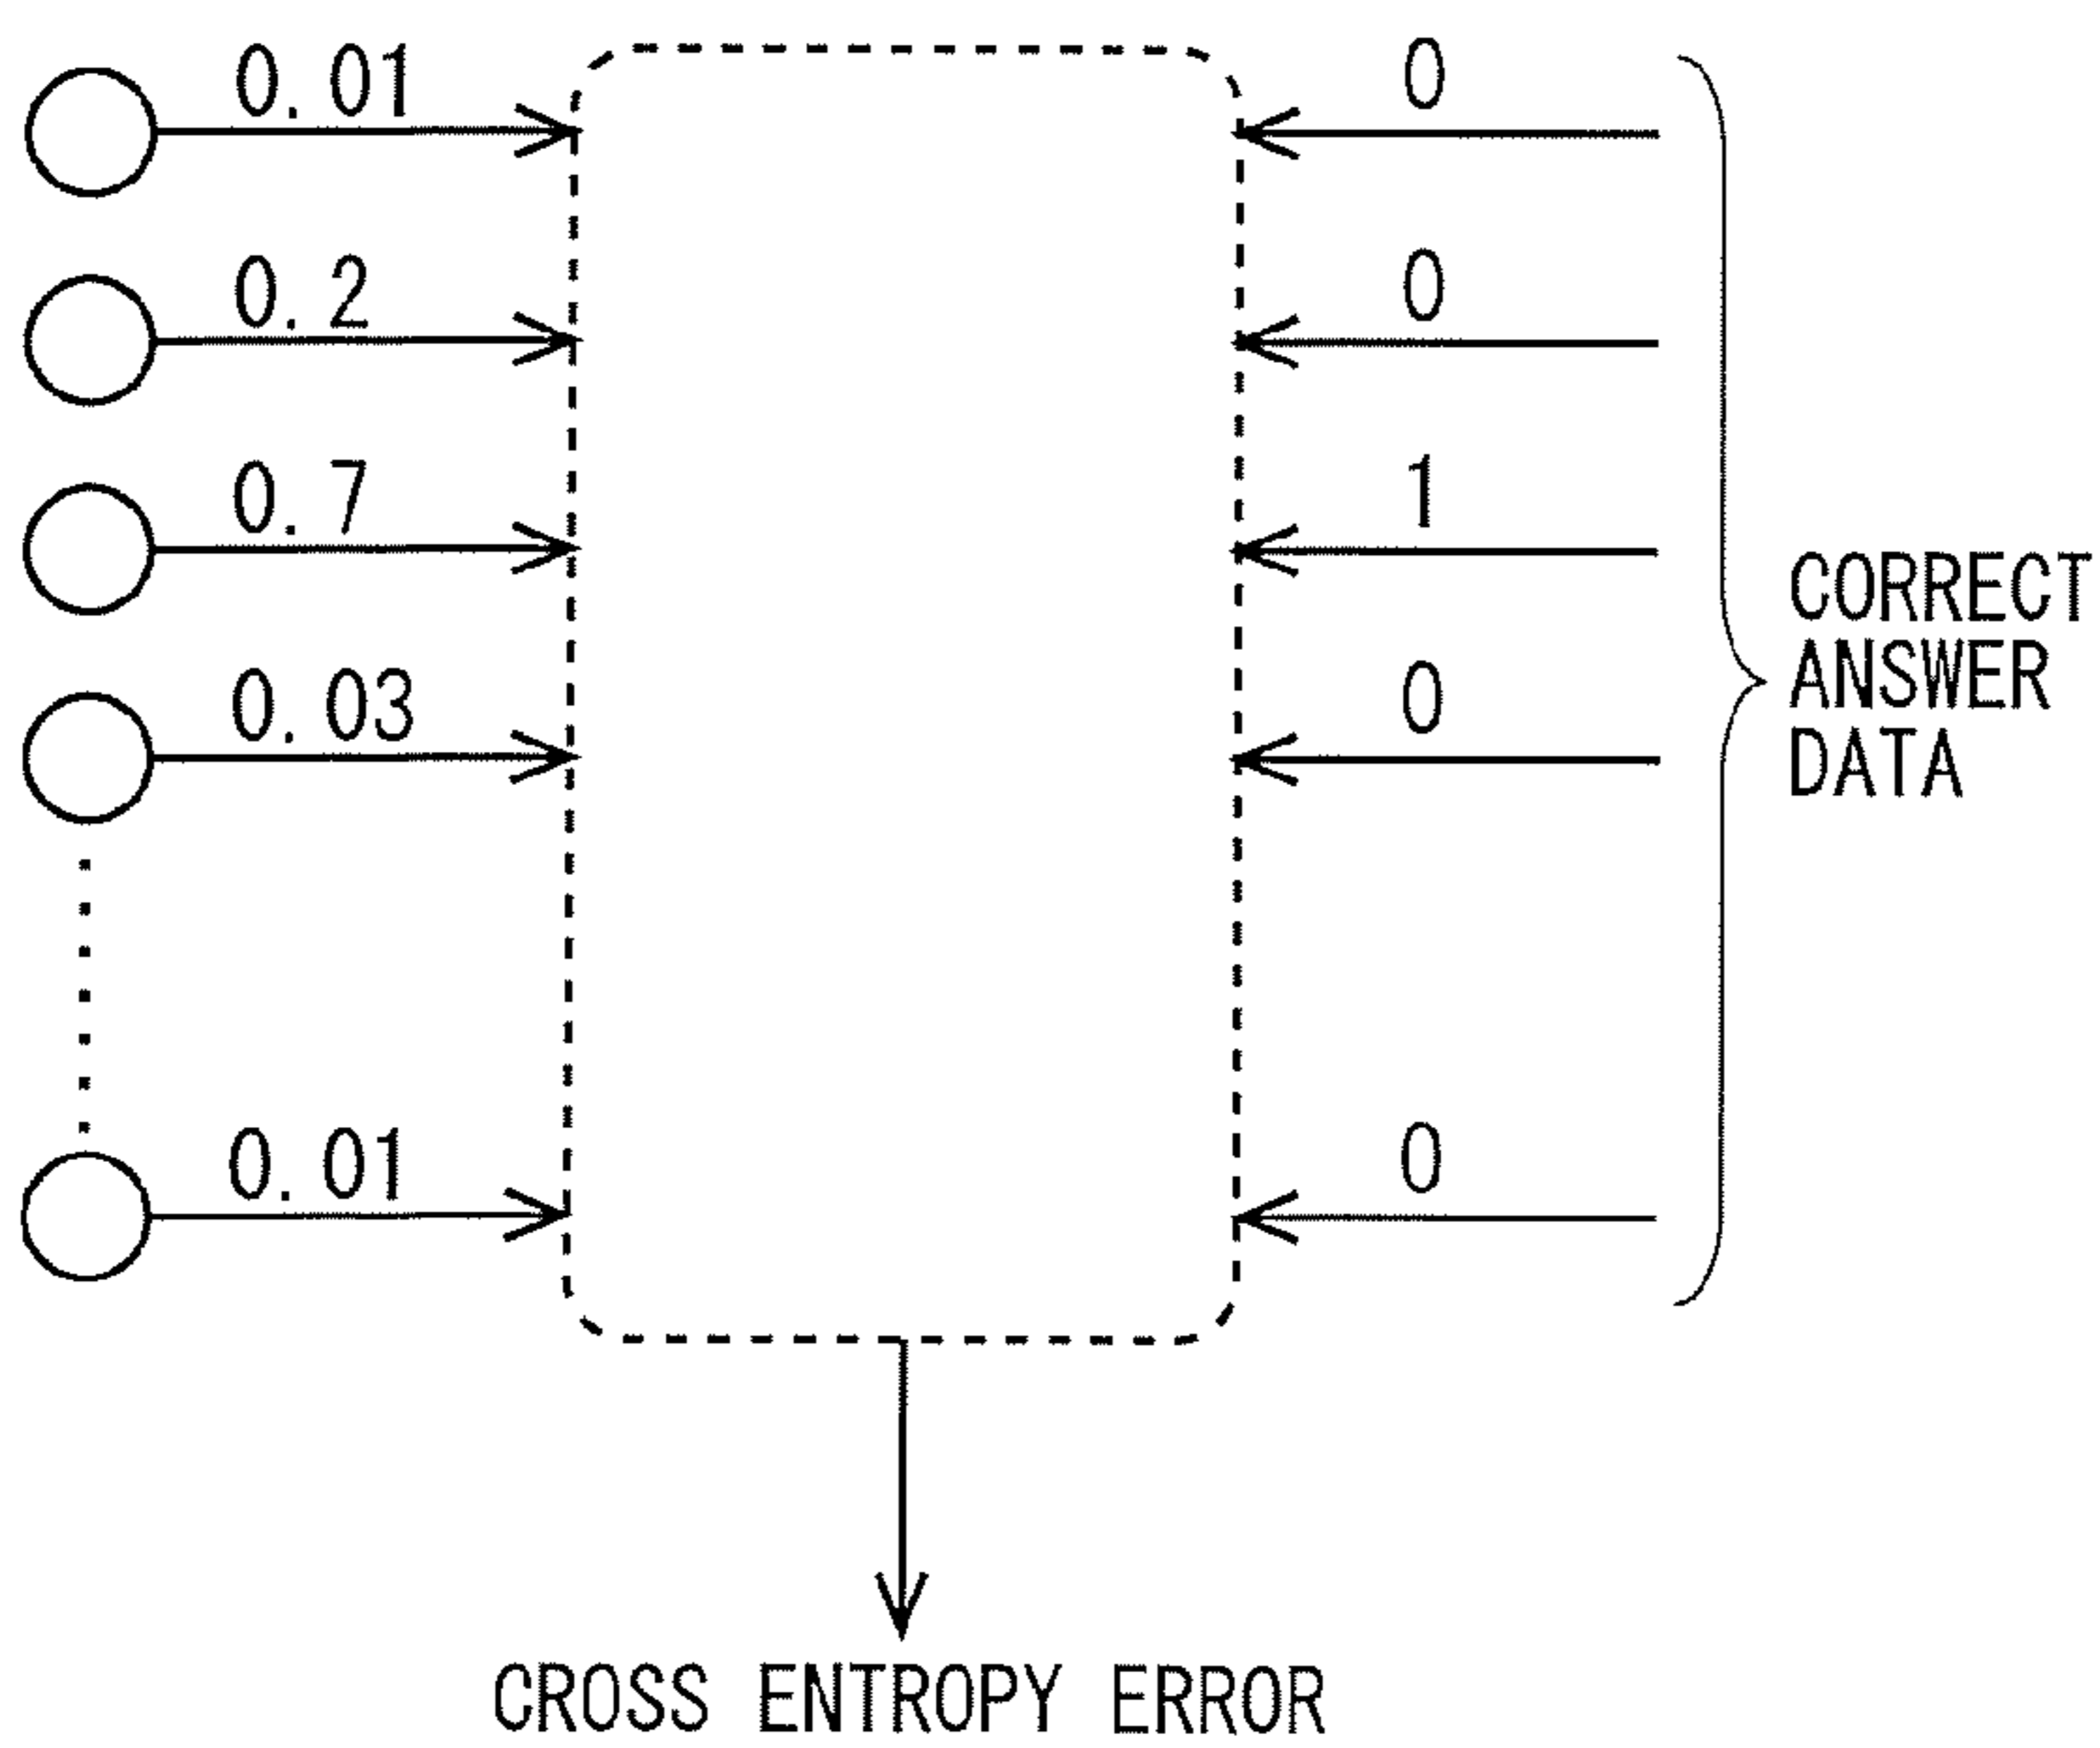 0.01 0
0.2 0
0.7 1
0.03 0
0.01 0
CORRECT
ANSWER
DATA
CROSS ENTROPY ERROR